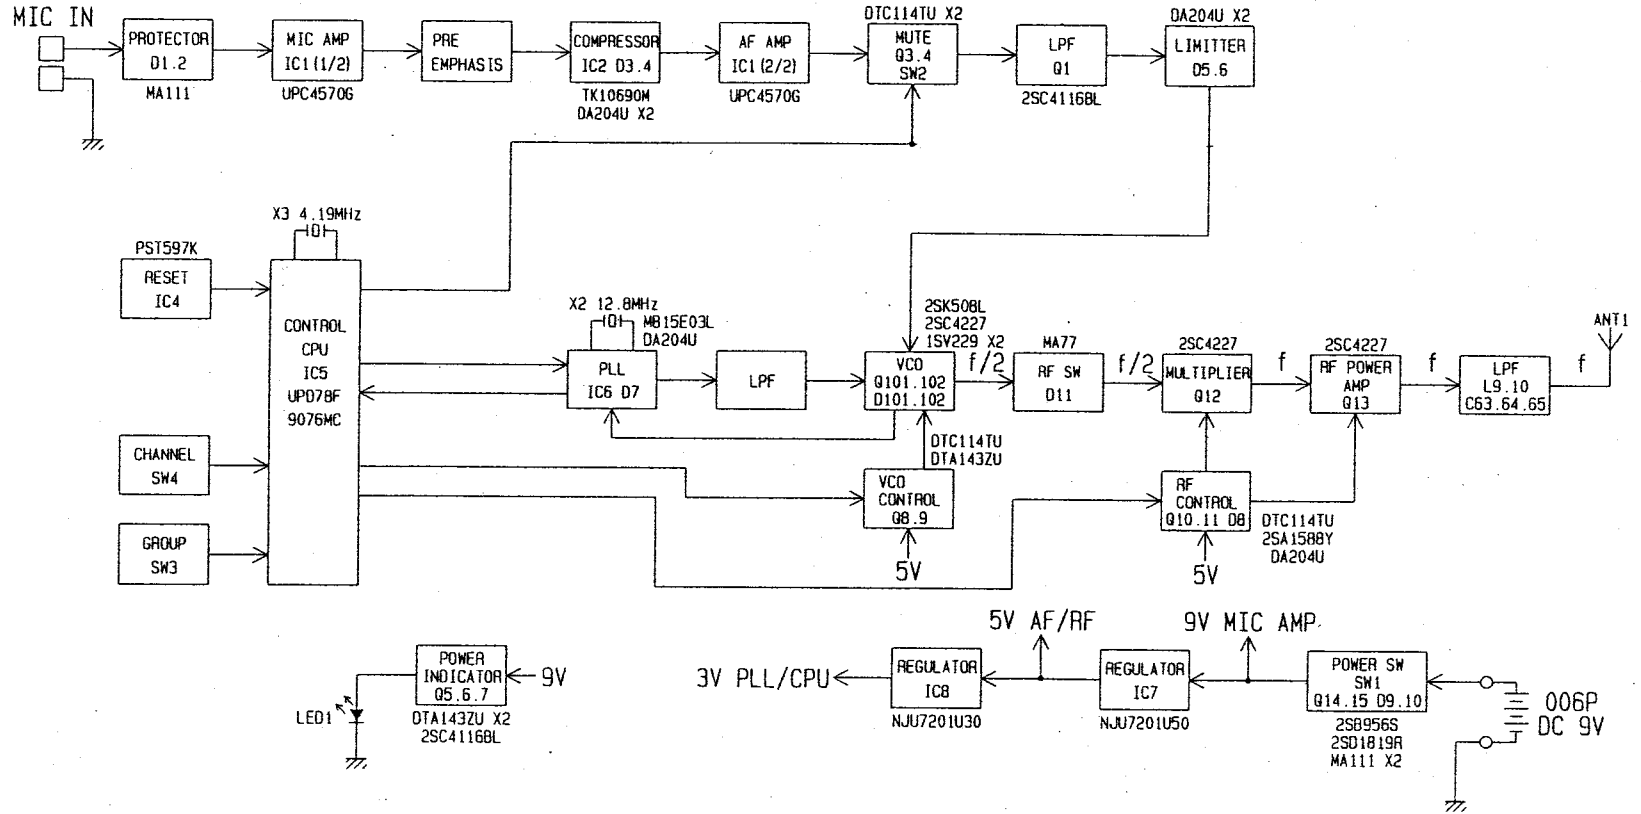 MIC IN
PROTECTOR
D1.2
MA111
MIC AMP
IC1(1/2)
UPC4570G
PRE
EMPHASIS
COMPRESSOR
IC2 D3.4
TK10690M
DA204U X2
AF AMP
IC1(2/2)
UPC4570G
DTC114TU X2
MUTE
Q3.4
SW2
LPF
Q1
2SC4116BL
DA204U X2
LIMITTER
D5.6
X3 4.19MHz
PST597K
RESET
IC4
CONTROL
CPU
IC5
UPD78F
9076MC
CHANNEL
SW4
GROUP
SW3
X2 12.8MHz
MB15E03L
DA204U
PLL
IC6 D7
LPF
2SK508L
2SC4227
1SV229 X2
VCO
Q101.102
D101.102
f/2
MA77
RF SW
D11
f/2
2SC4227
MULTIPLIER
Q12
f
2SC4227
RF POWER
AMP
Q13
f
LPF
L9.10
C63.64.65
f
ANT1
DTC114TU
DTA143ZU
VCO
CONTROL
Q8.9
5V
RF
CONTROL
Q10.11 D8
DTC114TU
2SA1588Y
DA204U
5V
LED1
POWER
INDICATOR
Q5.6.7
DTA143ZU X2
2SC4116BL
9V
3V PLL/CPU
REGULATOR
IC8
NJU7201U30
5V AF/RF
REGULATOR
IC7
NJU7201U50
9V MIC AMP
POWER SW
SW1
Q14.15 D9.10
2SB956S
2SD1819R
MA111 X2
006P
DC 9V